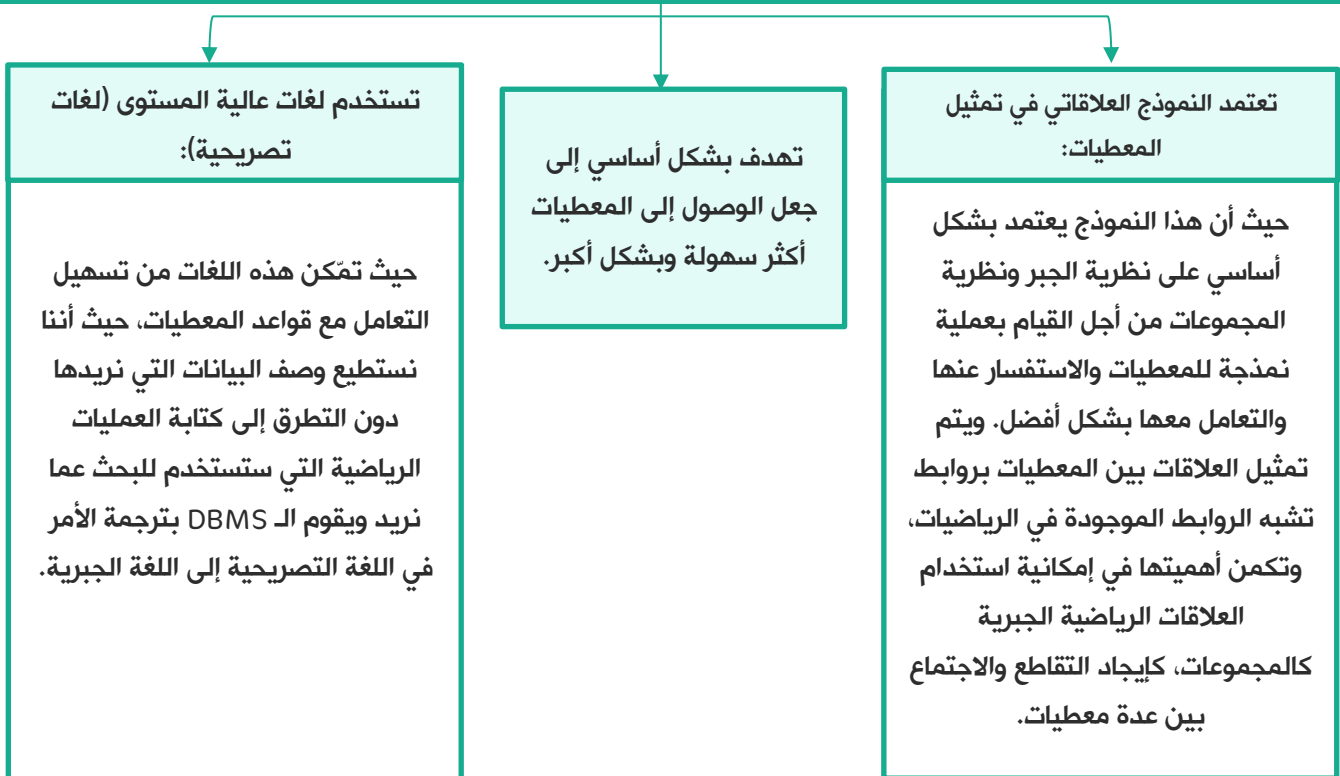 تعتمد النموذج العلاقاتي في تمثيل
المعطيات:
حيث أن هذا النموذج يعتمد بشكل
أساسي على نظرية الجبر ونظرية
المجموعات من أجل القيام بعملية
نمذجة للمعطيات والاستفسار عنها
والتعامل معها بشكل أفضل. ويتم
تمثيل العلاقات بين المعطيات بروابط
تشبه الروابط الموجودة في الرياضيات،
وتكمن أهميتها في إمكانية استخدام
العلاقات الرياضية الجبرية
كالمجموعات، كإيجاد التقاطع والاجتماع
بين عدة معطيات.
تهدف بشكل أساسي إلى
جعل الوصول إلى المعطيات
أكثر سهولة وبشكل أكبر.
تستخدم لغات عالية المستوى (لغات
تصريحية):
حيث تمّكن هذه اللغات من تسهيل
التعامل مع قواعد المعطيات، حيث أننا
نستطيع وصف البيانات التي نريدها
دون التطرق إلى كتابة العمليات
الرياضية التي ستستخدم للبحث عما
نريد ويقوم الـ DBMS بترجمة الأمر
في اللغة التصريحية إلى اللغة الجبرية.